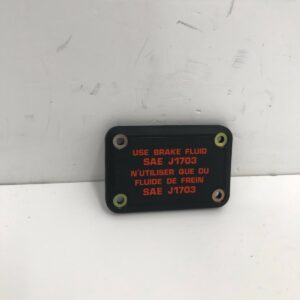 USE BRAKE FLUID
SAE J1703
N'UTILISER QUE DU
FLUIDE DE FREIN
SAE J1703